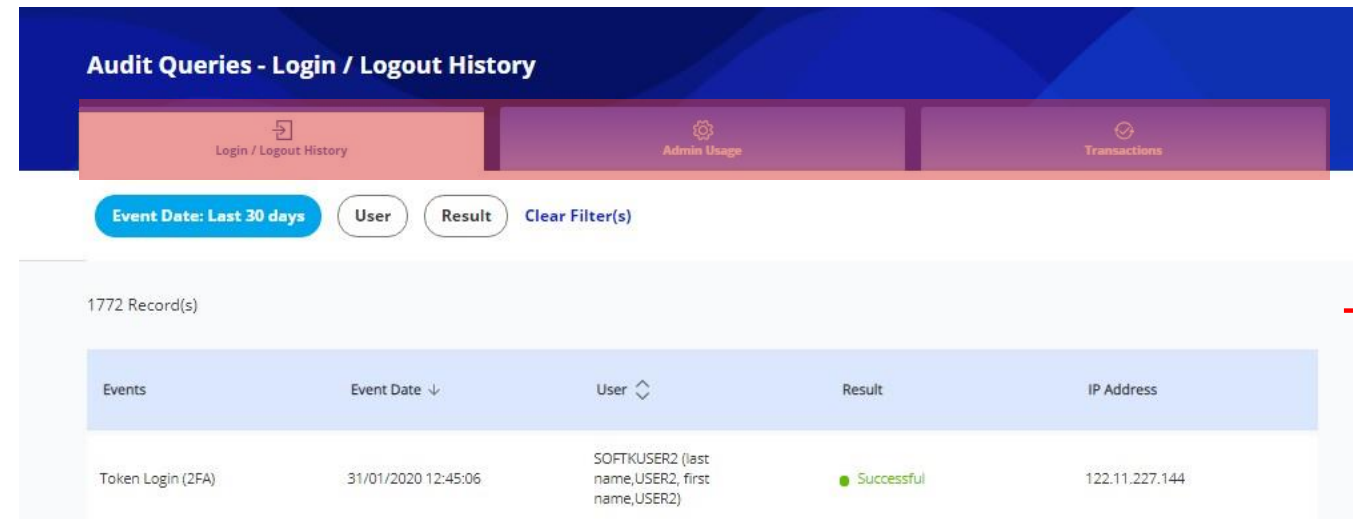 Audit Queries - Login / Logout History
Login / Logout History
Admin Usage
Transactions
Event Date: Last 30 days
User
Result
Clear Filter(s)
1772 Record(s)
Events
Event Date
User
Result
IP Address
Token Login (2FA)
31/01/2020 12:45:06
SOFTKUSER2 (last
name,USER2, first
name,USER2)
Successful
122.11.227.144